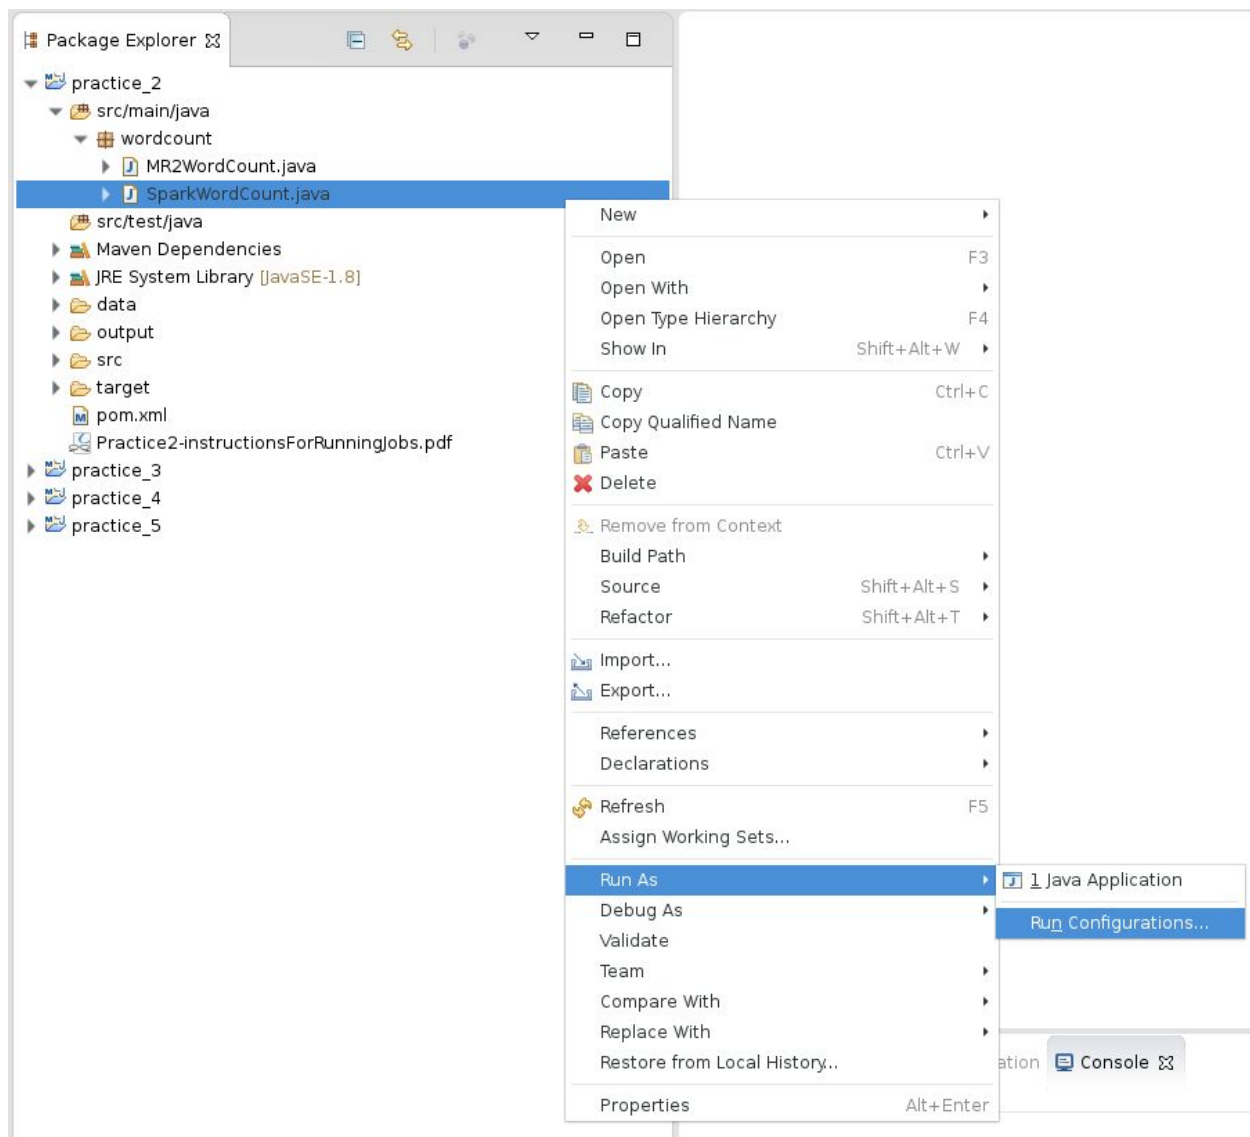 Package Explorer
practice_2
src/main/java
wordcount
MR2WordCount.java
SparkWordCount.java
src/test/java
Maven Dependencies
JRE System Library [JavaSE-1.8]
data
output
src
target
pom.xml
Practice2-instructionsForRunningJobs.pdf
practice_3
practice_4
practice_5
New
Open F3
Open With
Open Type Hierarchy F4
Show In Shift+Alt+W
Copy Ctrl+C
Copy Qualified Name
Paste Ctrl+V
Delete
Remove from Context
Build Path
Source Shift+Alt+S
Refactor Shift+Alt+T
Import...
Export...
References
Declarations
Refresh F5
Assign Working Sets...
Run As
Debug As
Validate
Team
Compare With
Replace With
Restore from Local History...
Properties Alt+Enter
1 Java Application
Run Configurations...
ation Console